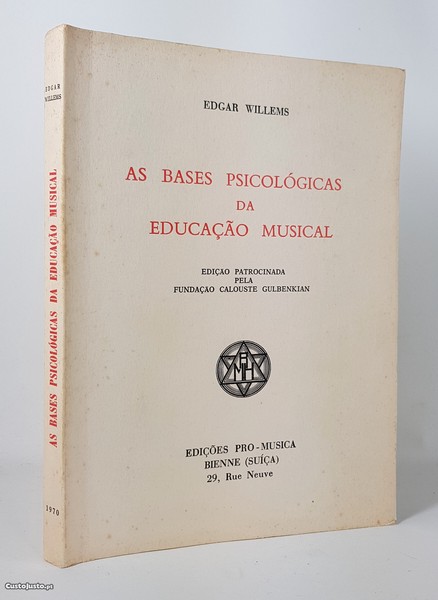 EDGAR WILLEMS
AS BASES PSICOLÓGICAS
DA
EDUCAÇÃO MUSICAL
EDIÇÃO PATROCINADA
PELA
FUNDAÇÃO CALOUSTE GULBENKIAN
EDIÇÕES PRO-MUSICA
BIENNE (SUÍÇA)
29, Rue Neuve
EDGAR
WILLEMS
AS BASES PSICOLÓGICAS DA EDUCAÇÃO MUSICAL
1970
CustoJusto.pt